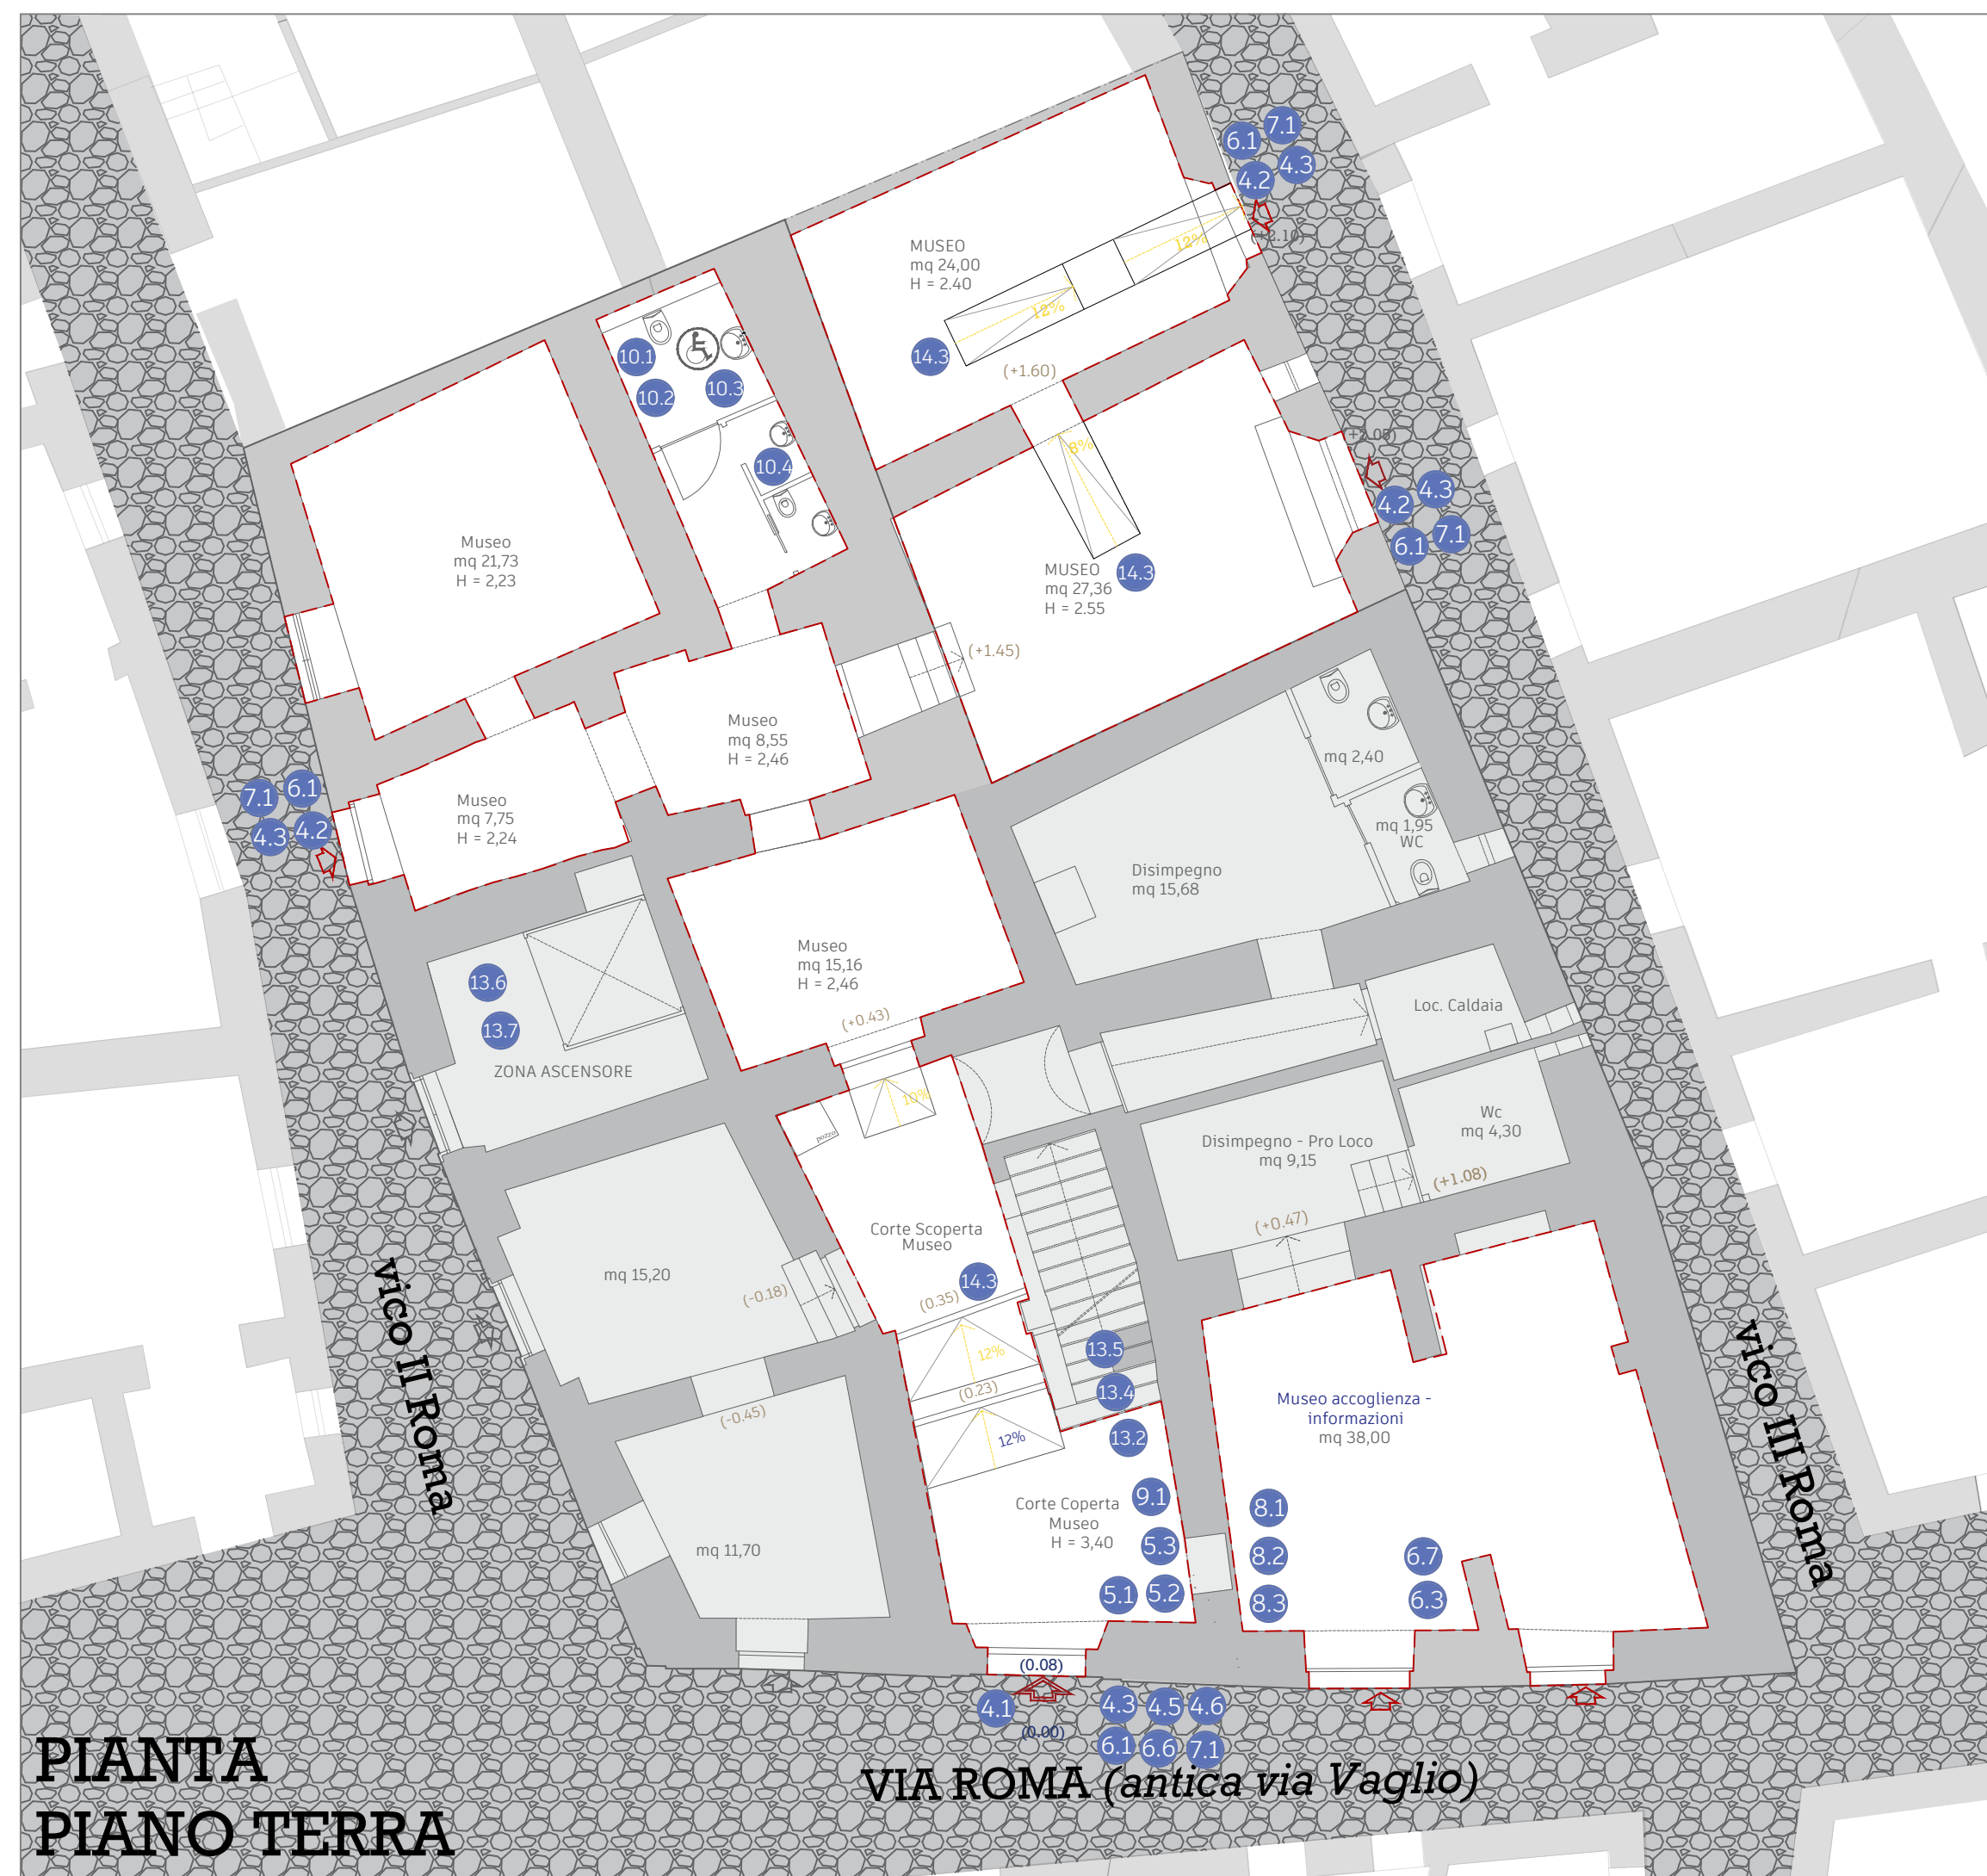 7.1
6.1
4.3
4.2
(+2.10)
MUSEO
mq 24,00
H = 2.40
12%
12%
14.3
(+1.60)
10.1
10.2
10.3
10.4
8%
(+2.05)
4.3
4.2
7.1
6.1
Museo
mq 21,73
H = 2,23
MUSEO
mq 27,36
H = 2.55
14.3
(+1.45)
Museo
mq 8,55
H = 2,46
mq 2,40
6.1
7.1
4.2
4.3
Museo
mq 7,75
H = 2,24
mq 1,95
WC
Disimpegno
mq 15,68
Museo
mq 15,16
H = 2,46
13.6
13.7
ZONA ASCENSORE
(+0.43)
Loc. Caldaia
10%
pozzo
Wc
mq 4,30
Disimpegno - Pro Loco
mq 9,15
(+1.08)
(+0.47)
Corte Scoperta
Museo
14.3
(0.35)
mq 15,20
(-0.18)
vico II Roma
vico III Roma
12%
(0.23)
12%
13.5
13.4
13.2
(-0.45)
Museo accoglienza -
informazioni
mq 38,00
9.1
Corte Coperta
Museo
H = 3,40
5.3
5.1
5.2
8.1
8.2
8.3
6.7
6.3
mq 11,70
(0.08)
4.1
(0.00)
4.3
4.5
4.6
6.1
6.6
7.1
VIA ROMA (antica via Vaglio)
PIANTA
PIANO TERRA